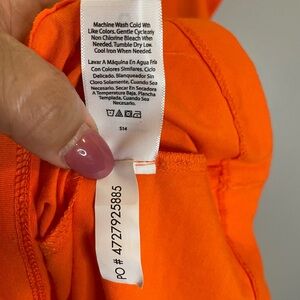 Machine Wash Cold With
Like Colors, Gentle Cycle,only
Non Chlorine Bleach When
Needed, Tumble Dry Low.
Cool Iron When Needed.
Lavar A Máquina En Agua Fría
Con Colores Similares, Ciclo
Delicado, Blanqueador Sin
Cloro Solamente, Cuando Sea
Necesario. Secar En Secadora
A Temperatura Baja, Plancha
Templada, Cuando Sea
Necesario.
S14
PO # 4727925885